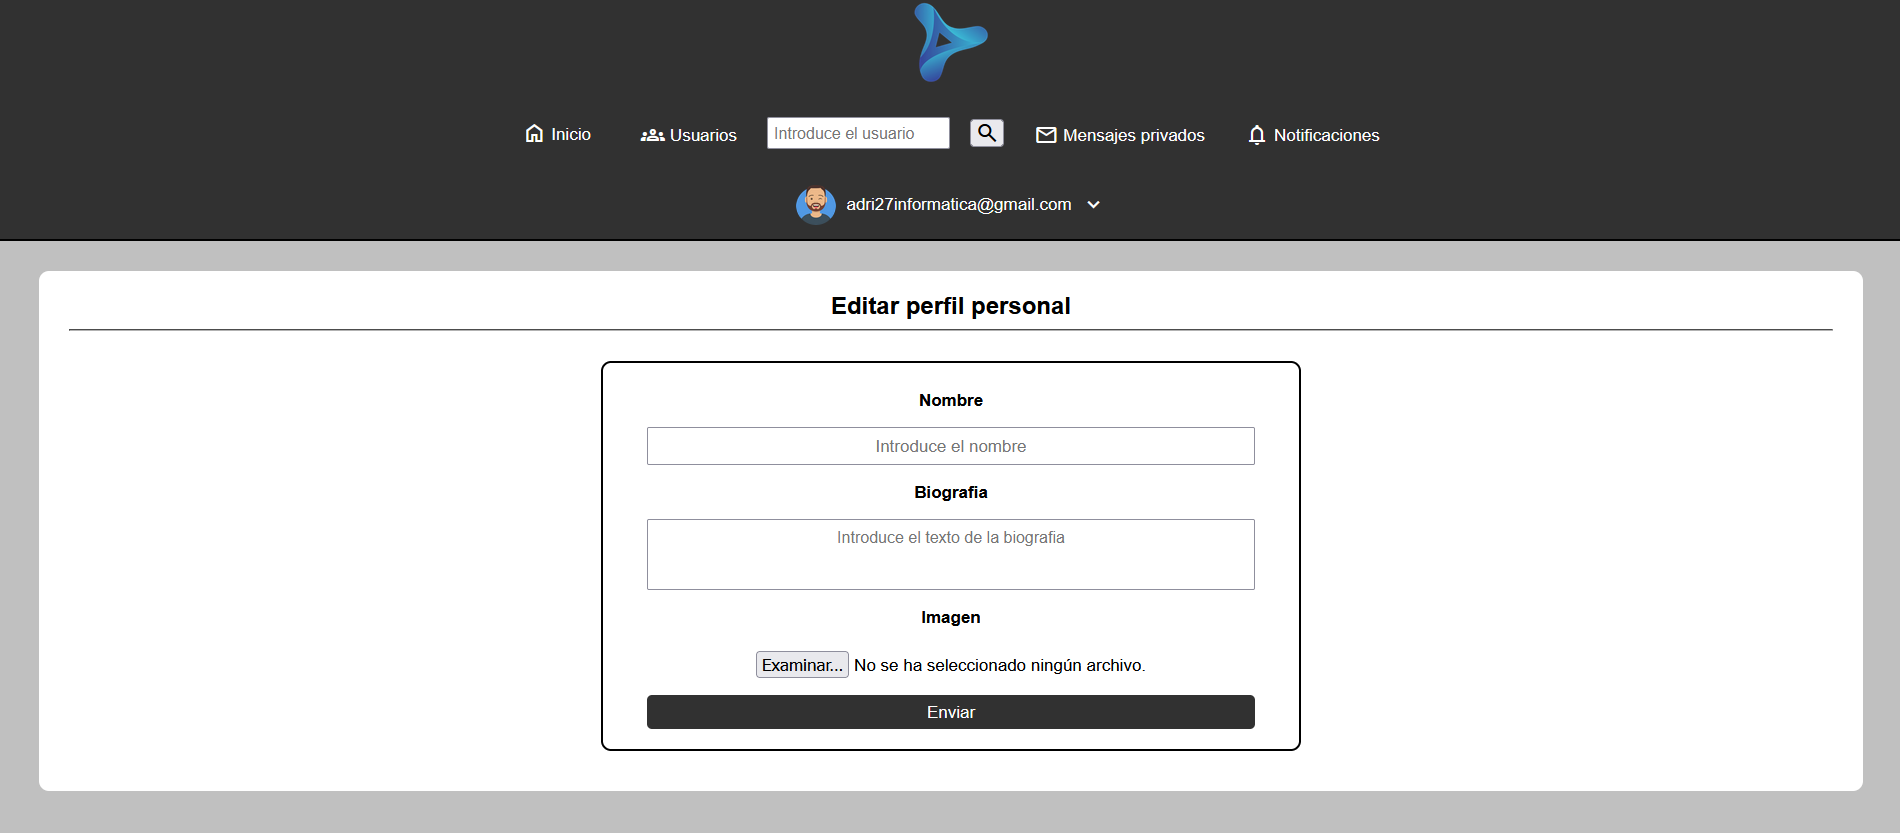 Inicio
Usuarios
Introduce el usuario
Mensajes privados
Notificaciones
adri27informatica@gmail.com
Editar perfil personal
Nombre
Introduce el nombre
Biografia
Introduce el texto de la biografia
Imagen
Examinar... No se ha seleccionado ningún archivo.
Enviar